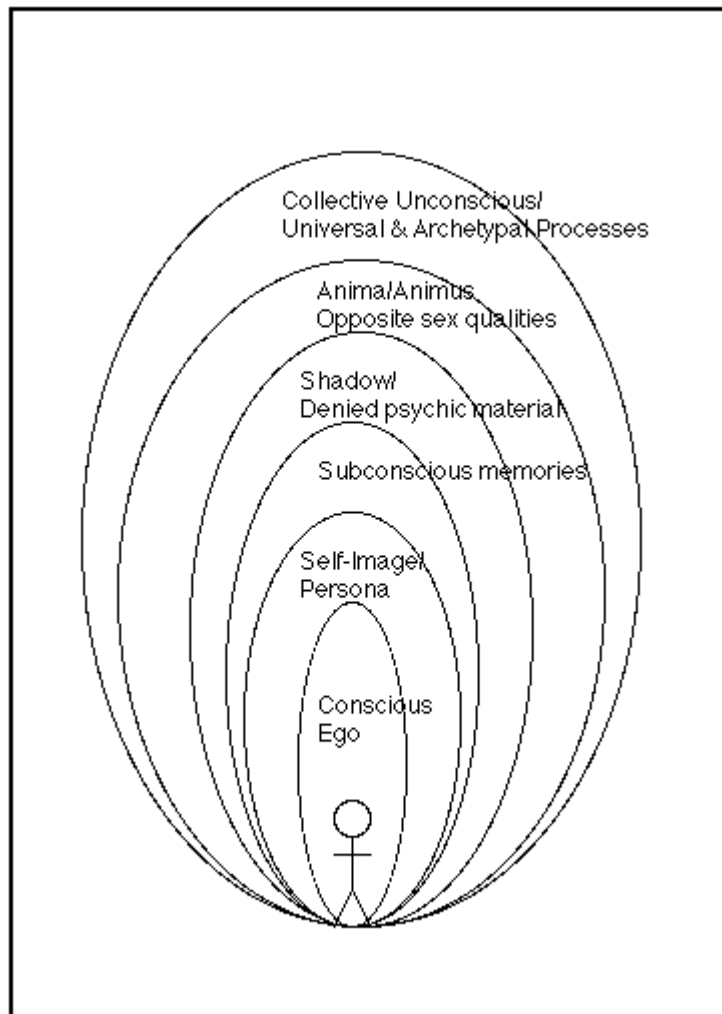 Collective Unconscious/
Universal & Archetypal Processes
Anima/Animus
Opposite sex qualities
Shadow/
Denied psychic material
Subconscious memories
Self-Image/
Persona
Conscious
Ego